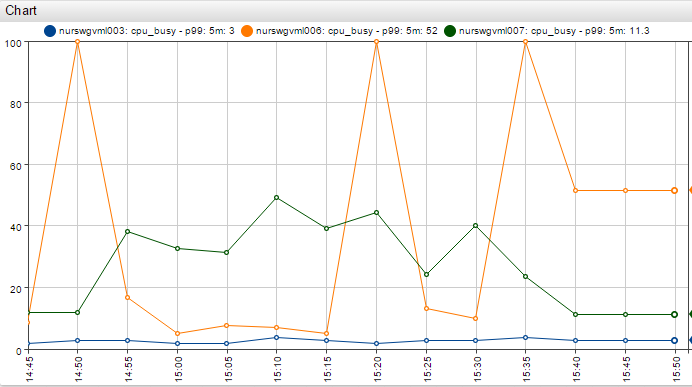 Chart
nurswgvml003: cpu_busy - p99: 5m: 3 nurswgvml006: cpu_busy - p99: 5m: 52 nurswgvml007: cpu_busy - p99: 5m: 11.3
100
80
60
40
20
0
14:45 14:50 14:55 15:00 15:05 15:10 15:15 15:20 15:25 15:30 15:35 15:40 15:45 15:50